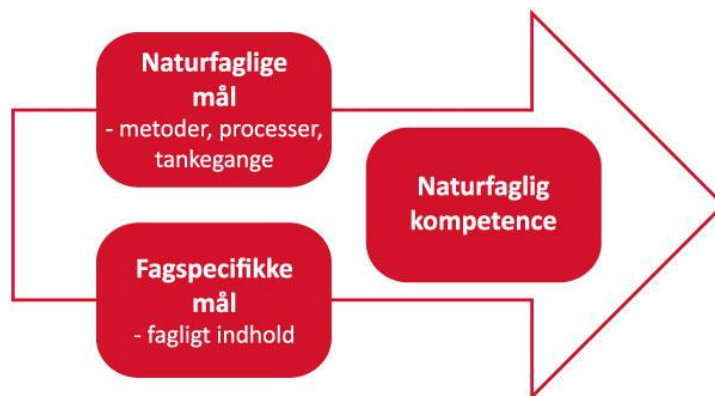 Naturfaglige
mål
- metoder, processer,
tankegange
Naturfaglig
kompetence
Fagspecifikke
mål
- fagligt indhold